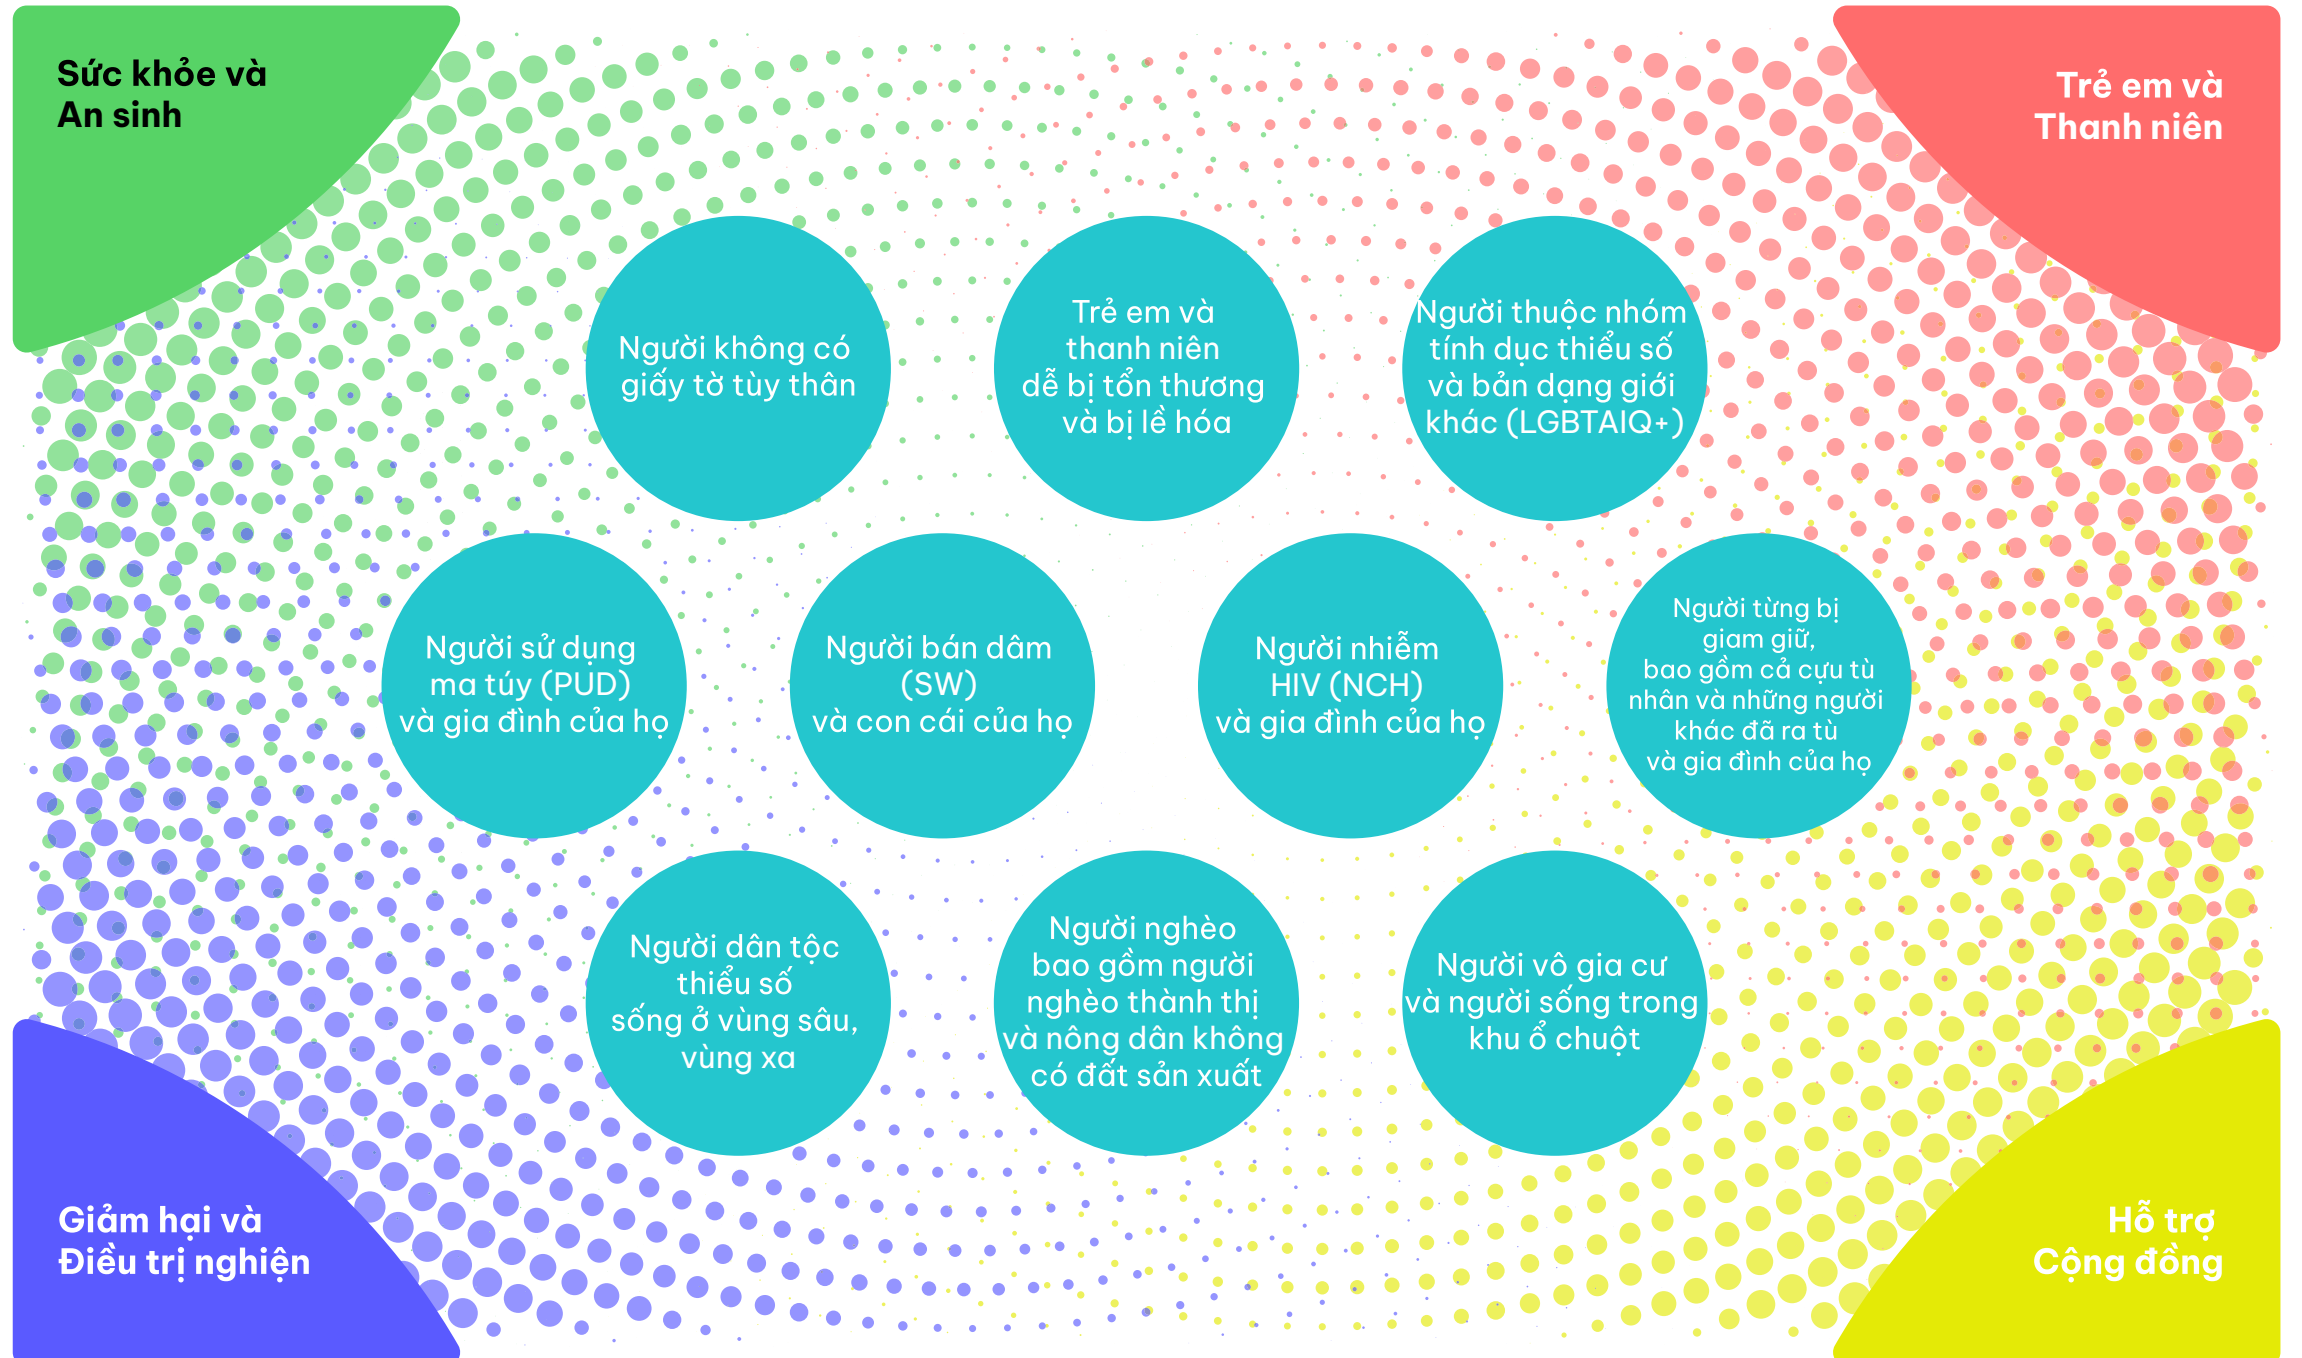 Sức khỏe và
An sinh
Trẻ em và
Thanh niên
Người không có
giấy tờ tùy thân
Trẻ em và
thanh niên
dễ bị tổn thương
và bị lề hóa
Người thuộc nhóm
tính dục thiểu số
và bản dạng giới
khác (LGBTAIQ+)
Người sử dụng
ma túy (PUD)
và gia đình của họ
Người bán dâm
(SW)
và con cái của họ
Người nhiễm
HIV (NCH)
và gia đình của họ
Người từng bị
giam giữ,
bao gồm cả cựu tù
nhân và những người
khác đã ra tù
và gia đình của họ
Người dân tộc
thiểu số
sống ở vùng sâu,
vùng xa
Người nghèo
bao gồm người
nghèo thành thị
và nông dân không
có đất sản xuất
Người vô gia cư
và người sống trong
khu ổ chuột
Giảm hại và
Điều trị nghiện
Hỗ trợ
Cộng đồng